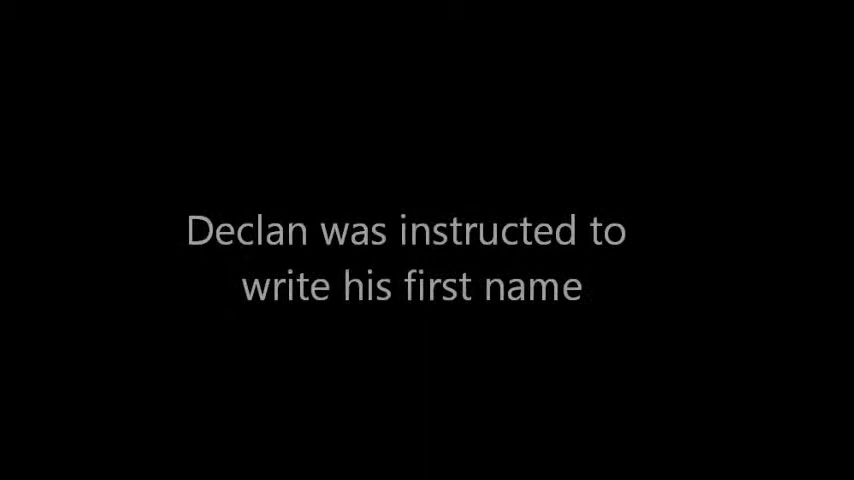 Declan was instructed to
write his first name